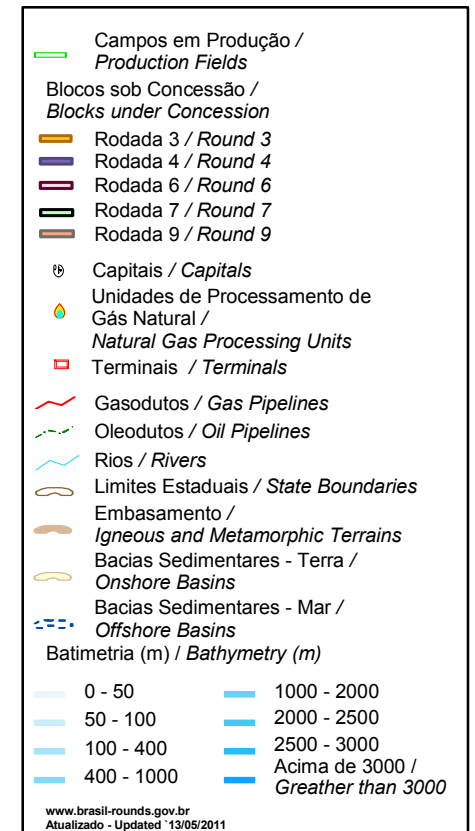 Campos em Produção /
Production Fields
Blocos sob Concessão /
Blocks under Concession
Rodada 3 / Round 3
Rodada 4 / Round 4
Rodada 6 / Round 6
Rodada 7 / Round 7
Rodada 9 / Round 9
Capitais / Capitals
Unidades de Processamento de
Gás Natural /
Natural Gas Processing Units
Terminais / Terminals
Gasodutos / Gas Pipelines
Oleodutos / Oil Pipelines
Rios / Rivers
Limites Estaduais / State Boundaries
Embasamento /
Igneous and Metamorphic Terrains
Bacias Sedimentares - Terra /
Onshore Basins
Bacias Sedimentares - Mar /
Offshore Basins
Batimetria (m) / Bathymetry (m)
0 - 50
50 - 100
100 - 400
400 - 1000
1000 - 2000
2000 - 2500
2500 - 3000
Acima de 3000 /
Greather than 3000
www.brasil-rounds.gov.br
Atualizado - Updated `13/05/2011